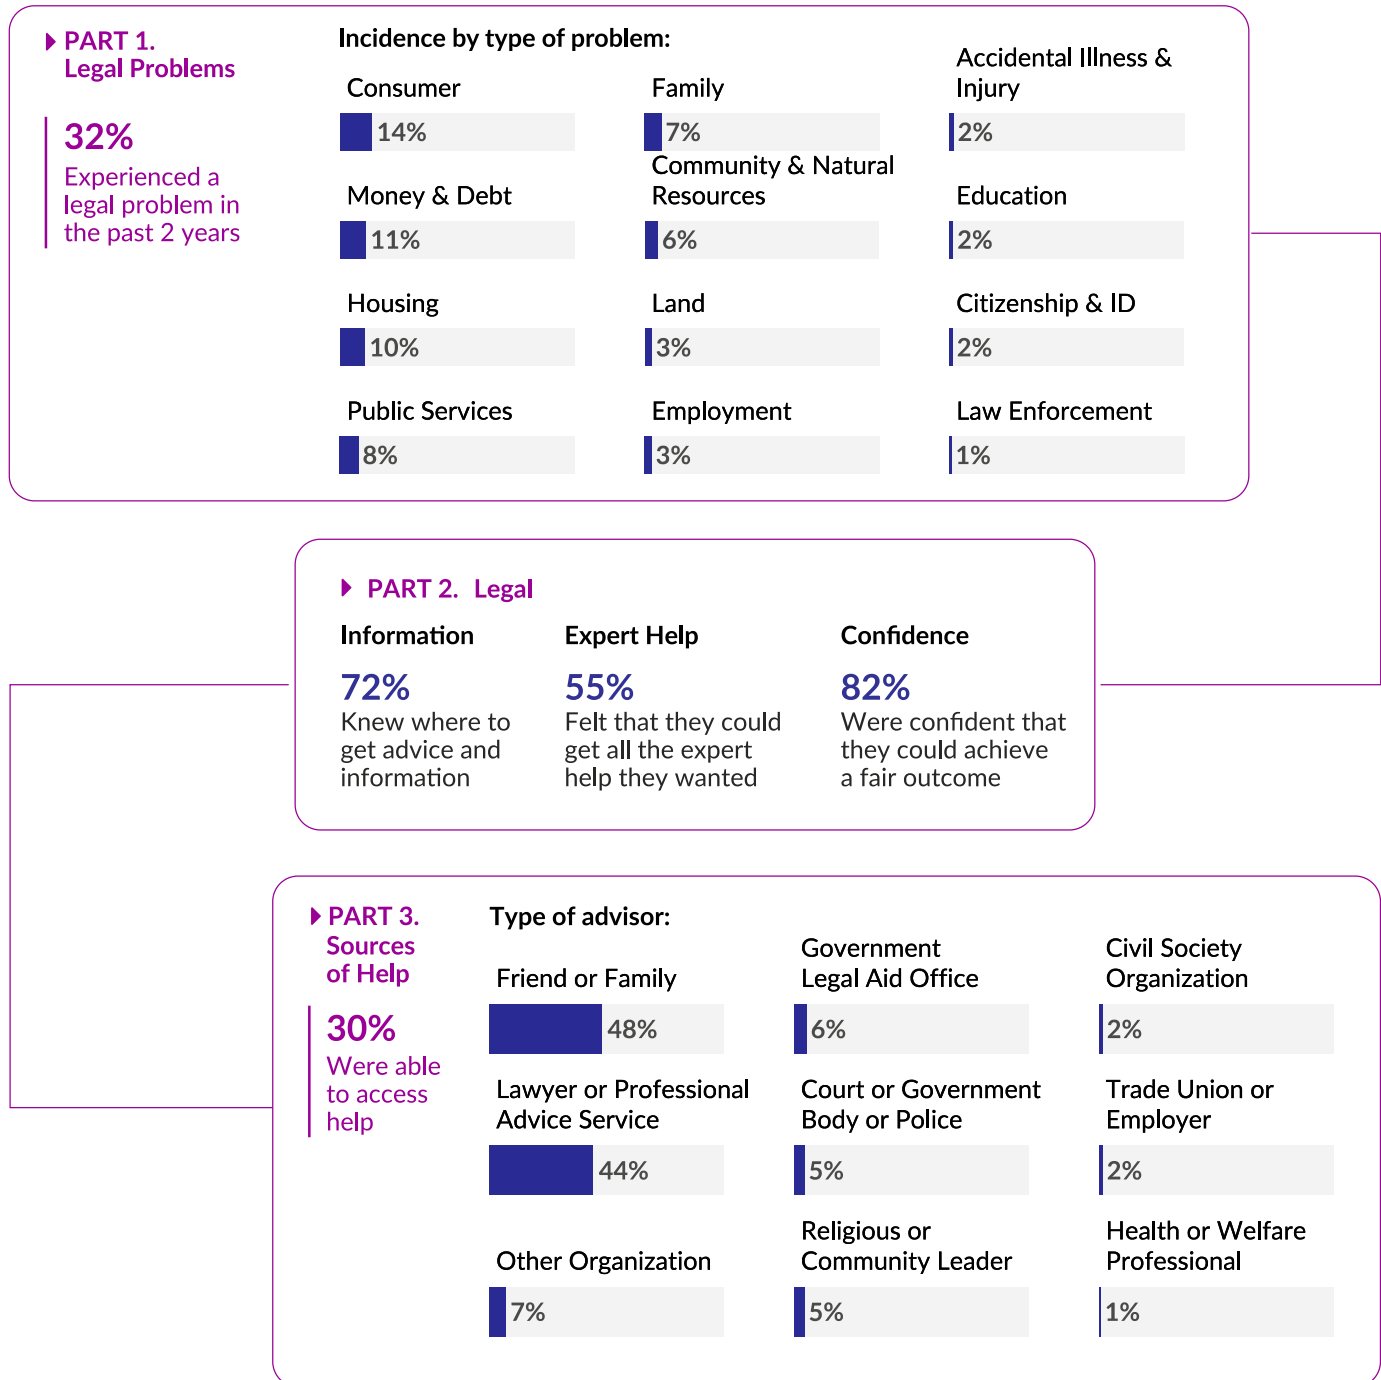 PART 1.
Legal Problems
32%
Experienced a
legal problem in
the past 2 years
Incidence by type of problem:
Consumer
14%
Family
7%
Accidental Illness &
Injury
2%
Money & Debt
11%
Community & Natural
Resources
6%
Education
2%
Housing
10%
Land
3%
Citizenship & ID
2%
Public Services
8%
Employment
3%
Law Enforcement
1%
PART 2. Legal
Information
72%
Knew where to
get advice and
information
Expert Help
55%
Felt that they could
get all the expert
help they wanted
Confidence
82%
Were confident that
they could achieve
a fair outcome
PART 3.
Sources
of Help
30%
Were able
to access
help
Type of advisor:
Friend or Family
48%
Government
Legal Aid Office
6%
Civil Society
Organization
2%
Lawyer or Professional
Advice Service
44%
Court or Government
Body or Police
5%
Trade Union or
Employer
2%
Other Organization
7%
Religious or
Community Leader
5%
Health or Welfare
Professional
1%